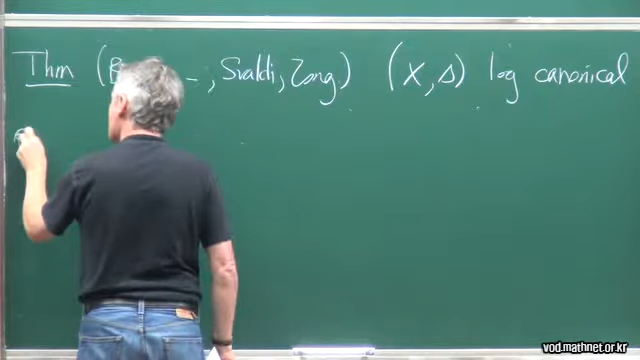 Thm ( _, Svaldi, Zong) (X, Δ) log canonical
vod.mathnet.or.kr